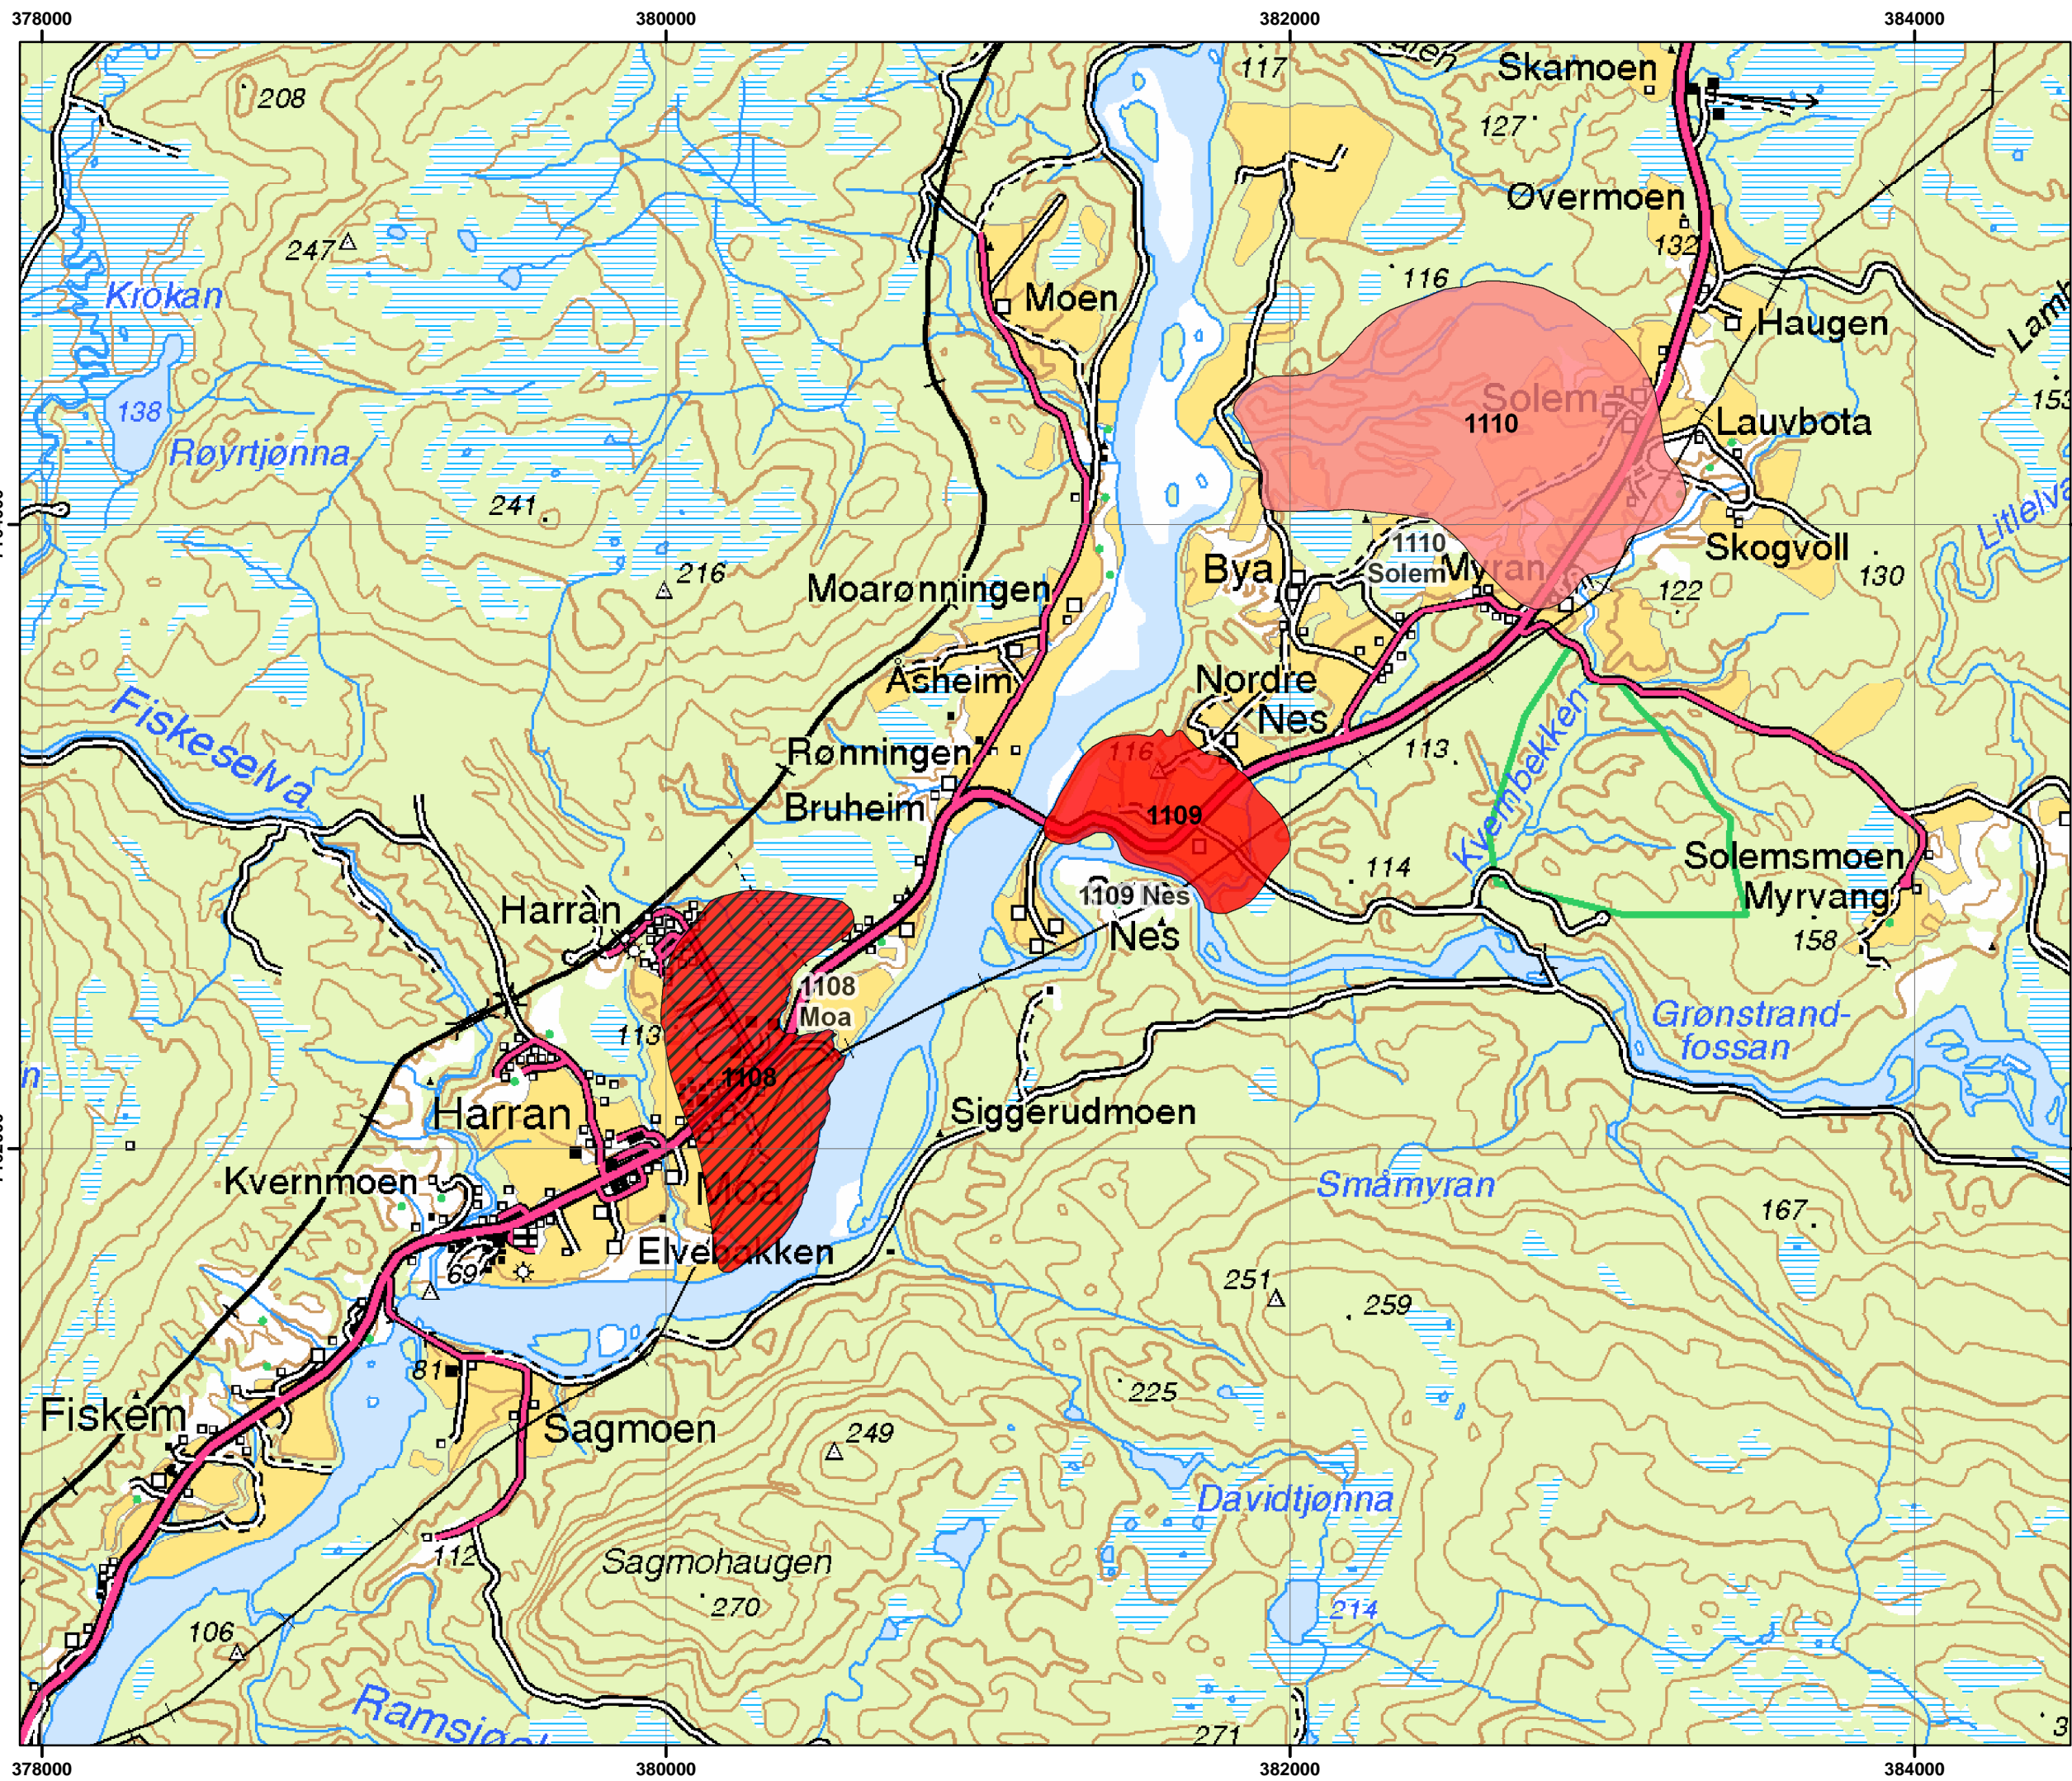 378000
380000
382000
384000
117
Skamoen
208
127
Øvermoen
132
247
116
Krokan
Moen
Haugen
138
Solem
1110
Lauvbota
Røyrtjønna
241
Litlelva
1110
Solem
Myran
Skogvoll
Bya
130
216
122
Moarønningen
Åsheim
Nordre
Nes
Fiskeselva
Rønningen
116
113
Kvernbekken
Bruheim
1109
Solemsmoen
114
Myrvang
1109 Nes
Harran
Nes
158
1108
Moa
Grønstrand-
fossan
113
1108
Harran
Siggerudmoen
Kvernmoen
Moa
Småmyran
167
Elvebakken
69
251
259
81
225
Fiskem
Sagmoen
249
Davidtjønna
112
Sagmohaugen
270
214
106
271
378000
380000
382000
384000